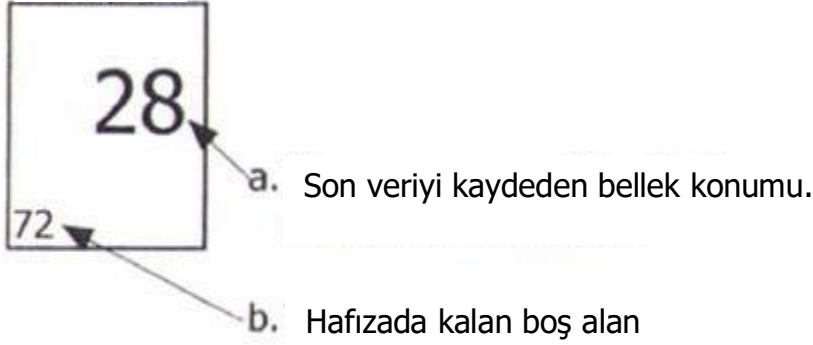 28
a. Son veriyi kaydeden bellek konumu.
72
b. Hafızada kalan boş alan